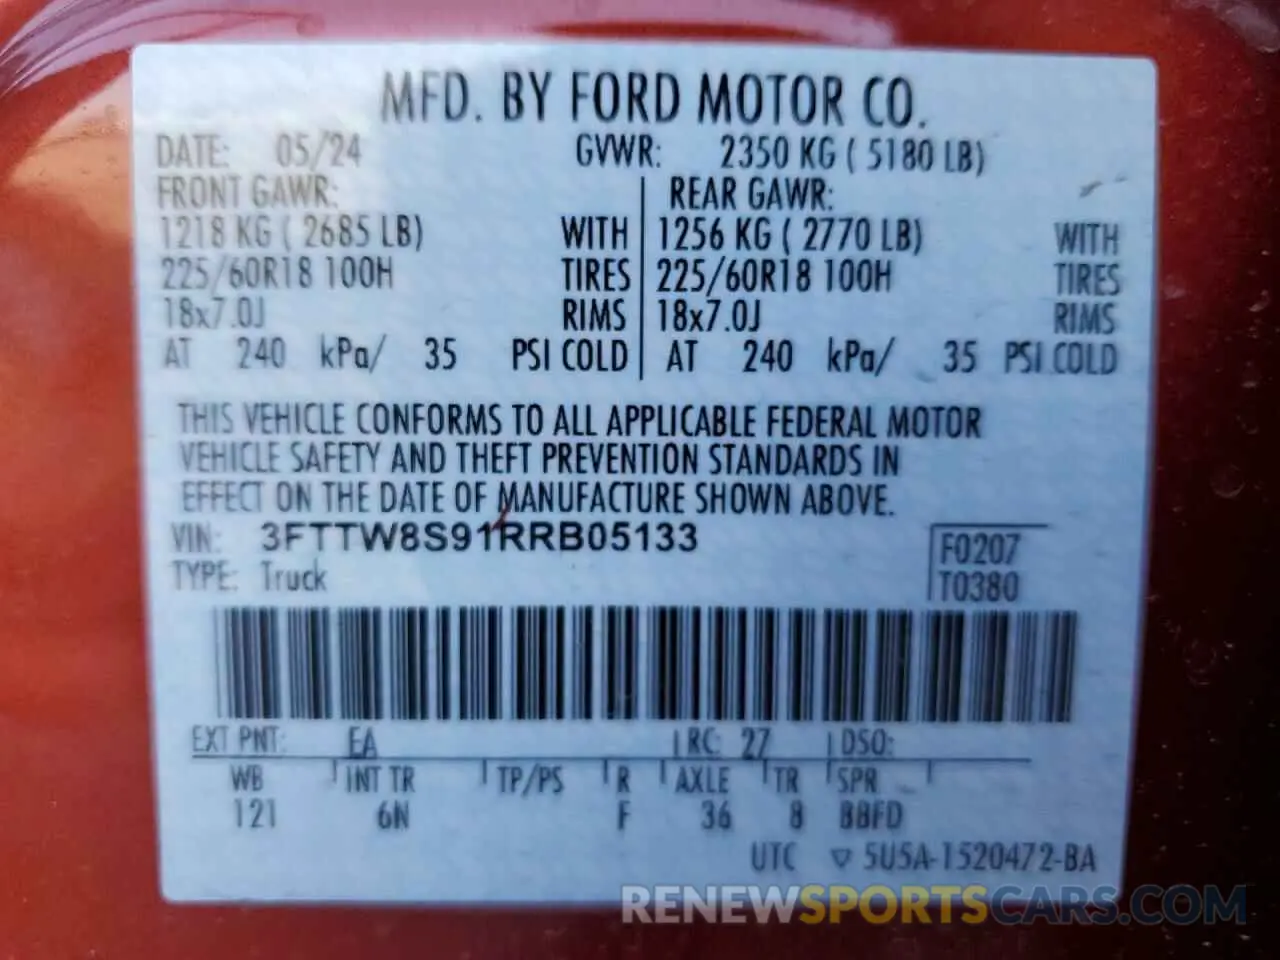 MFD. BY FORD MOTOR CO.
DATE: 05/24 GVWR: 2350 KG ( 5180 LB)
FRONT GAWR: REAR GAWR:
1218 KG ( 2685 LB) WITH 1256 KG ( 2770 LB) WITH
225/60R18 100H TIRES 225/60R18 100H TIRES
18x7.0J RIMS 18x7.0J RIMS
AT 240 kPa/ 35 PSI COLD AT 240 kPa/ 35 PSI COLD
THIS VEHICLE CONFORMS TO ALL APPLICABLE FEDERAL MOTOR
VEHICLE SAFETY AND THEFT PREVENTION STANDARDS IN
EFFECT ON THE DATE OF MANUFACTURE SHOWN ABOVE.
VIN: 3FTTW8S91RRB05133
TYPE: Truck
F0207
T0380
EXT PNT: EA RC: 27 DSO:
WB INT TR TP/PS R AXLE TR SPR
121 6N F 36 8 BBFD
UTC ▽ 5U5A-1520472-BA
RENEWSPORTSCARS.COM